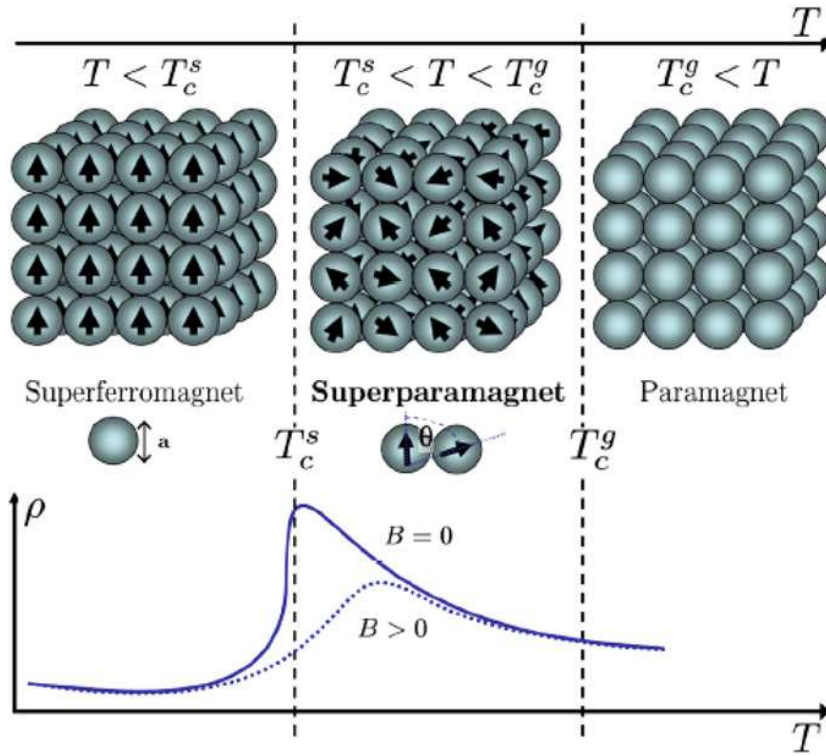 T
T < T_c^s
T_c^s < T < T_c^g
T_c^g < T
Superferromagnet
Superparamagnet
Paramagnet
a
T_c^s
θ
T_c^g
ρ
B = 0
B > 0
T